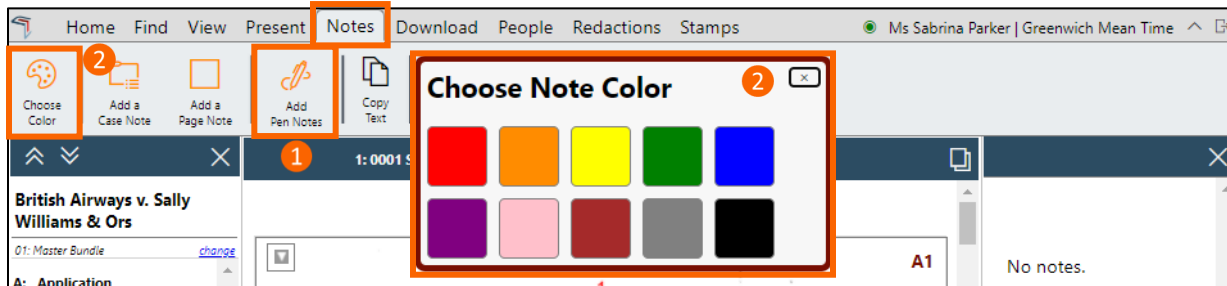 Home Find View Present Notes Download People Redactions Stamps Ms Sabrina Parker | Greenwich Mean Time
2
Choose
Color
Add a
Case Note
Add a
Page Note
Add
Pen Notes
Copy
Text
1
Choose Note Color
2
1: 0001
British Airways v. Sally
Williams & Ors
01: Master Bundle change
A: Application
A1
No notes.